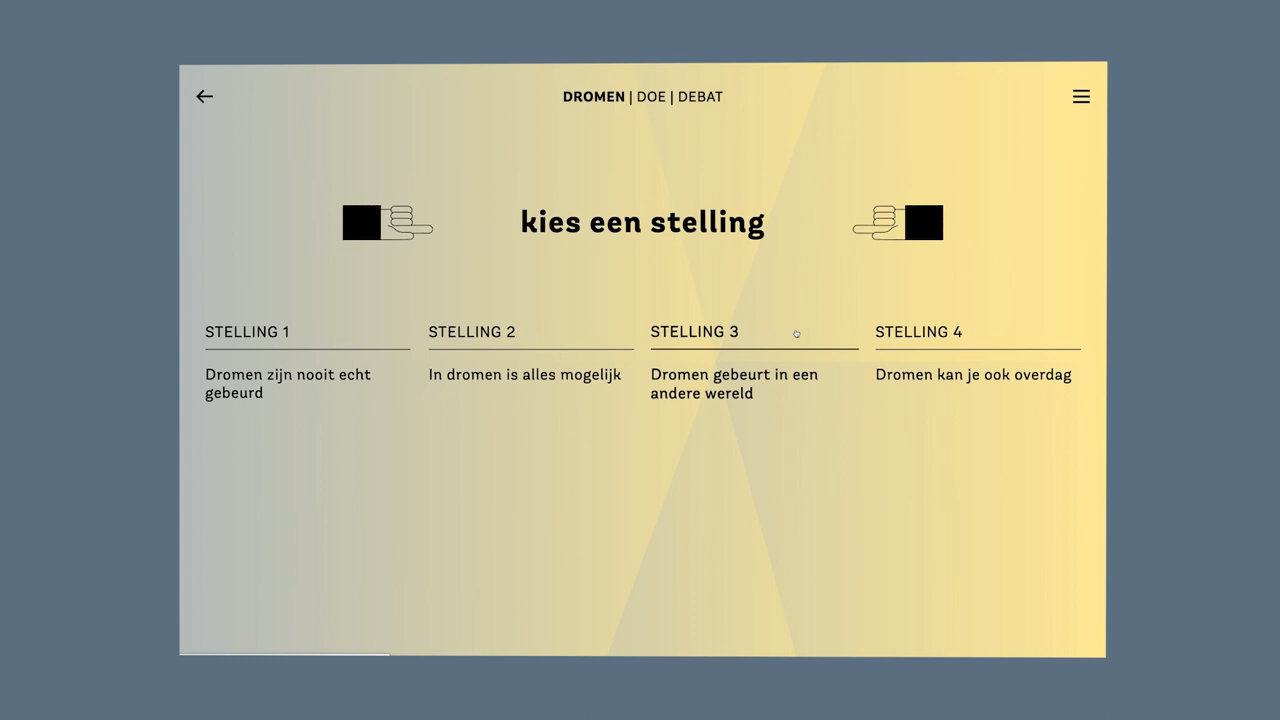 DROMEN | DOE | DEBAT
kies een stelling
STELLING 1
Dromen zijn nooit echt
gebeurd
STELLING 2
In dromen is alles mogelijk
STELLING 3
Dromen gebeurt in een
andere wereld
STELLING 4
Dromen kan je ook overdag